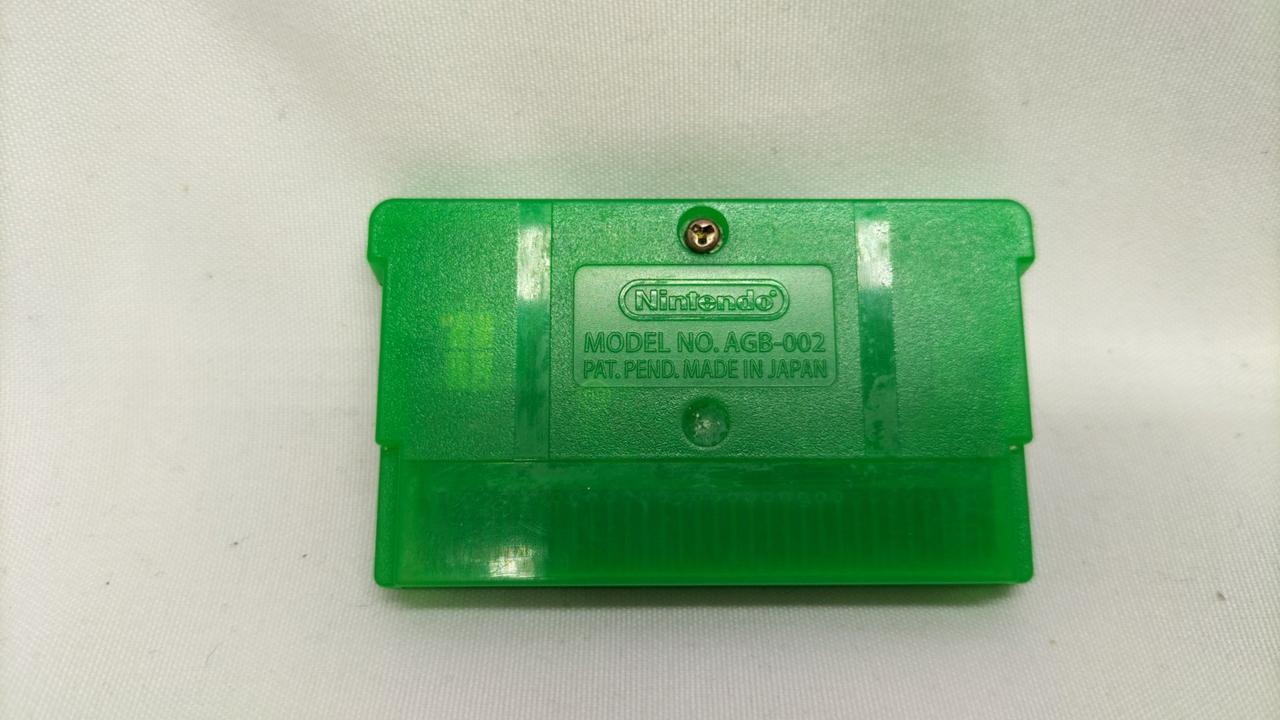 Nintendo®
MODEL NO. AGB-002
PAT. PEND. MADE IN JAPAN